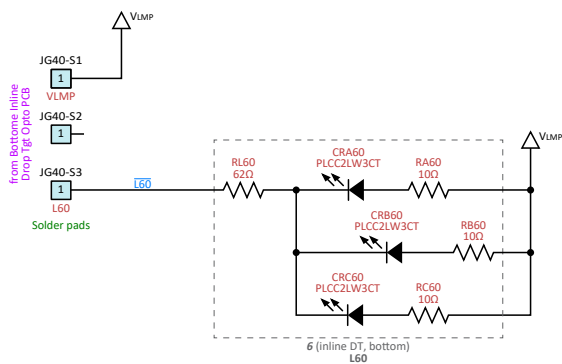 VLMP
JG40-S1
1
VLMP
from Bottome Inline
Drop Tgt Opto PCB
JG40-S2
1
JG40-S3
1
L60
Solder pads
L60
RL60
62Ω
CRA60
PLCC2LW3CT
RA60
10Ω
VLMP
CRB60
PLCC2LW3CT
RB60
10Ω
CRC60
PLCC2LW3CT
RC60
10Ω
6 (inline DT, bottom)
L60